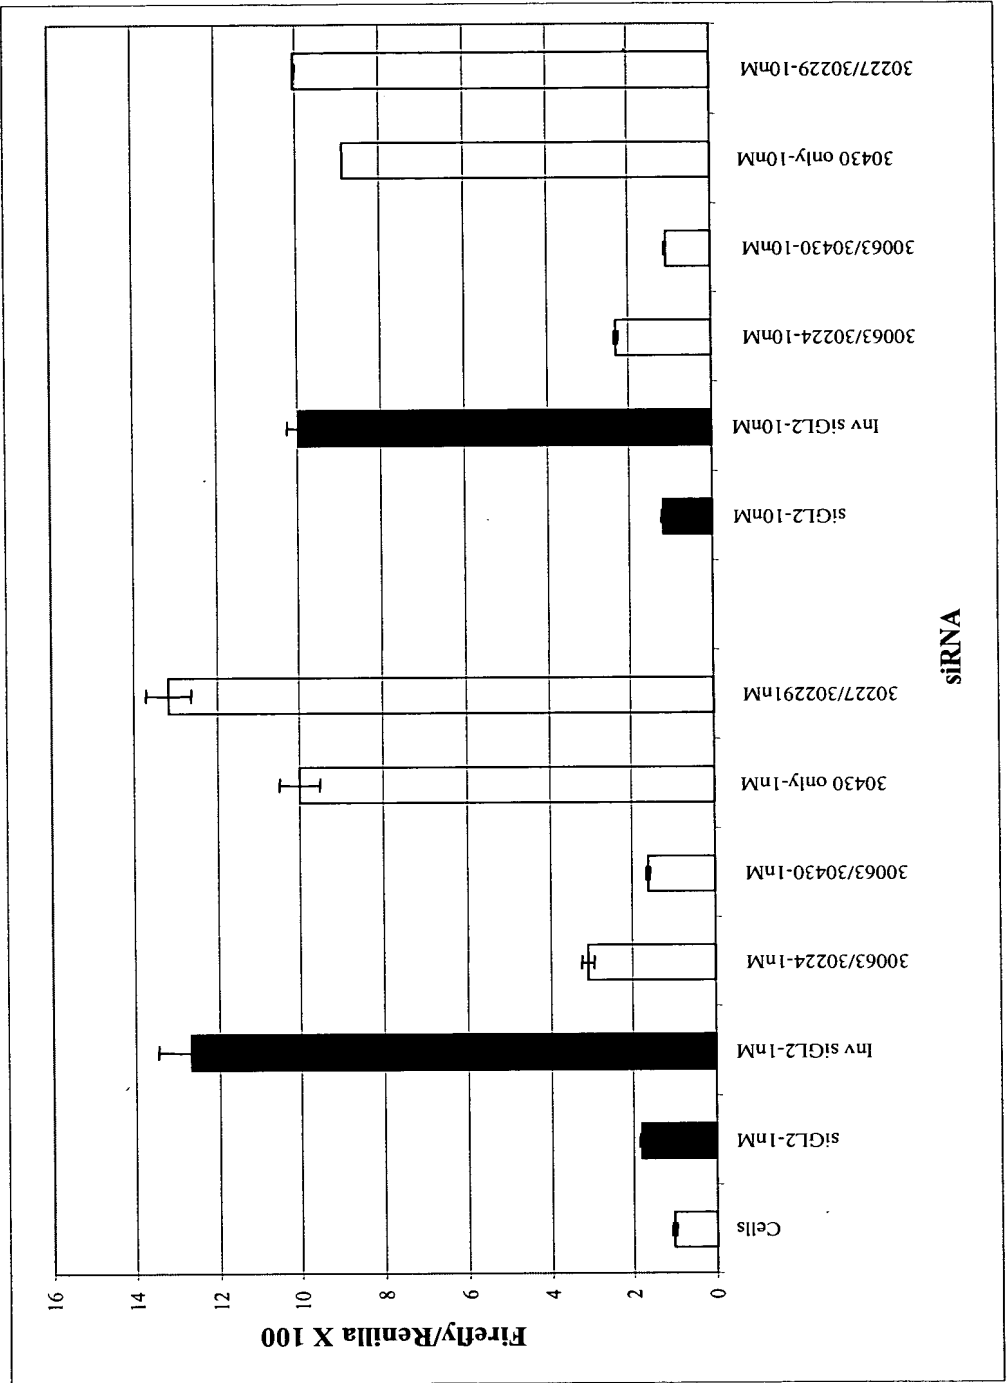 Firefly/Renilla X 100
16
14
12
10
8
6
4
2
0
Cells
siGL2-1nM
Inv siGL2-1nM
30063/30224-1nM
30063/30430-1nM
30430 only-1nM
30227/302291nM
siGL2-10nM
Inv siGL2-10nM
30063/30224-10nM
30063/30430-10nM
30430 only-10nM
30227/30229-10nM
siRNA